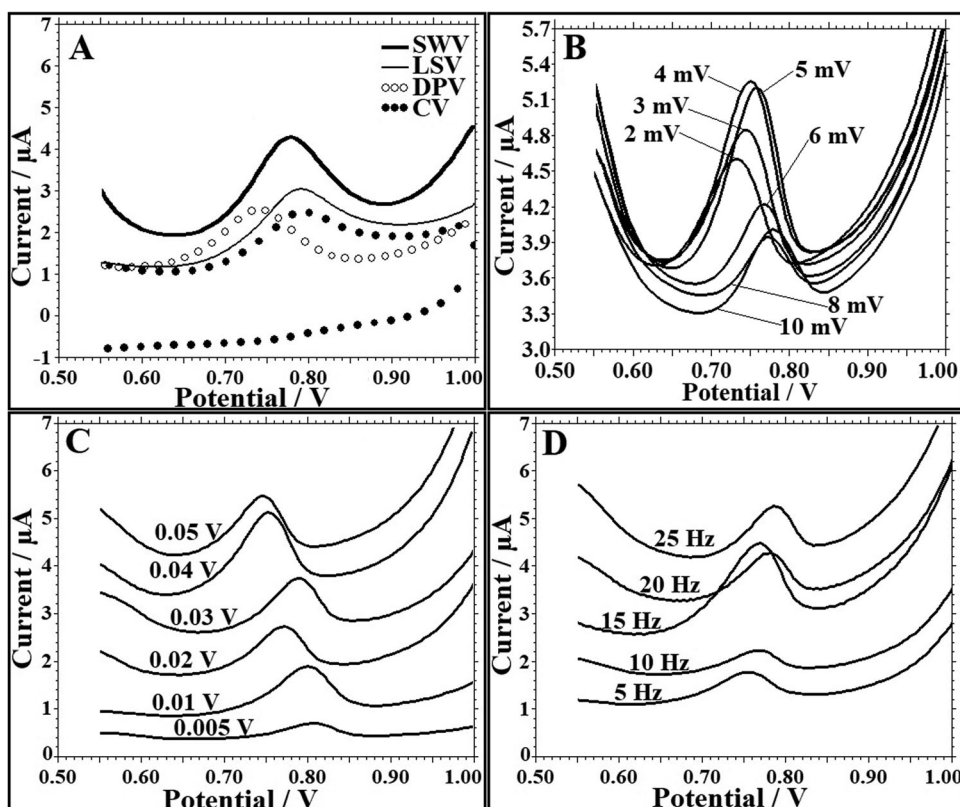 A
SWV
LSV
DPV
CV
7
6
5
4
3
2
1
0
-1
Current / μA
0.50 0.60 0.70 0.80 0.90 1.00
Potential / V
B
4 mV
5 mV
3 mV
2 mV
6 mV
8 mV
10 mV
5.7
5.4
5.1
4.8
4.5
4.2
3.9
3.6
3.3
3.0
Current / μA
0.50 0.60 0.70 0.80 0.90 1.00
Potential / V
C
0.05 V
0.04 V
0.03 V
0.02 V
0.01 V
0.005 V
7
6
5
4
3
2
1
0
Current / μA
0.50 0.60 0.70 0.80 0.90 1.00
Potential / V
D
25 Hz
20 Hz
15 Hz
10 Hz
5 Hz
7
6
5
4
3
2
1
0
Current / μA
0.50 0.60 0.70 0.80 0.90 1.00
Potential / V